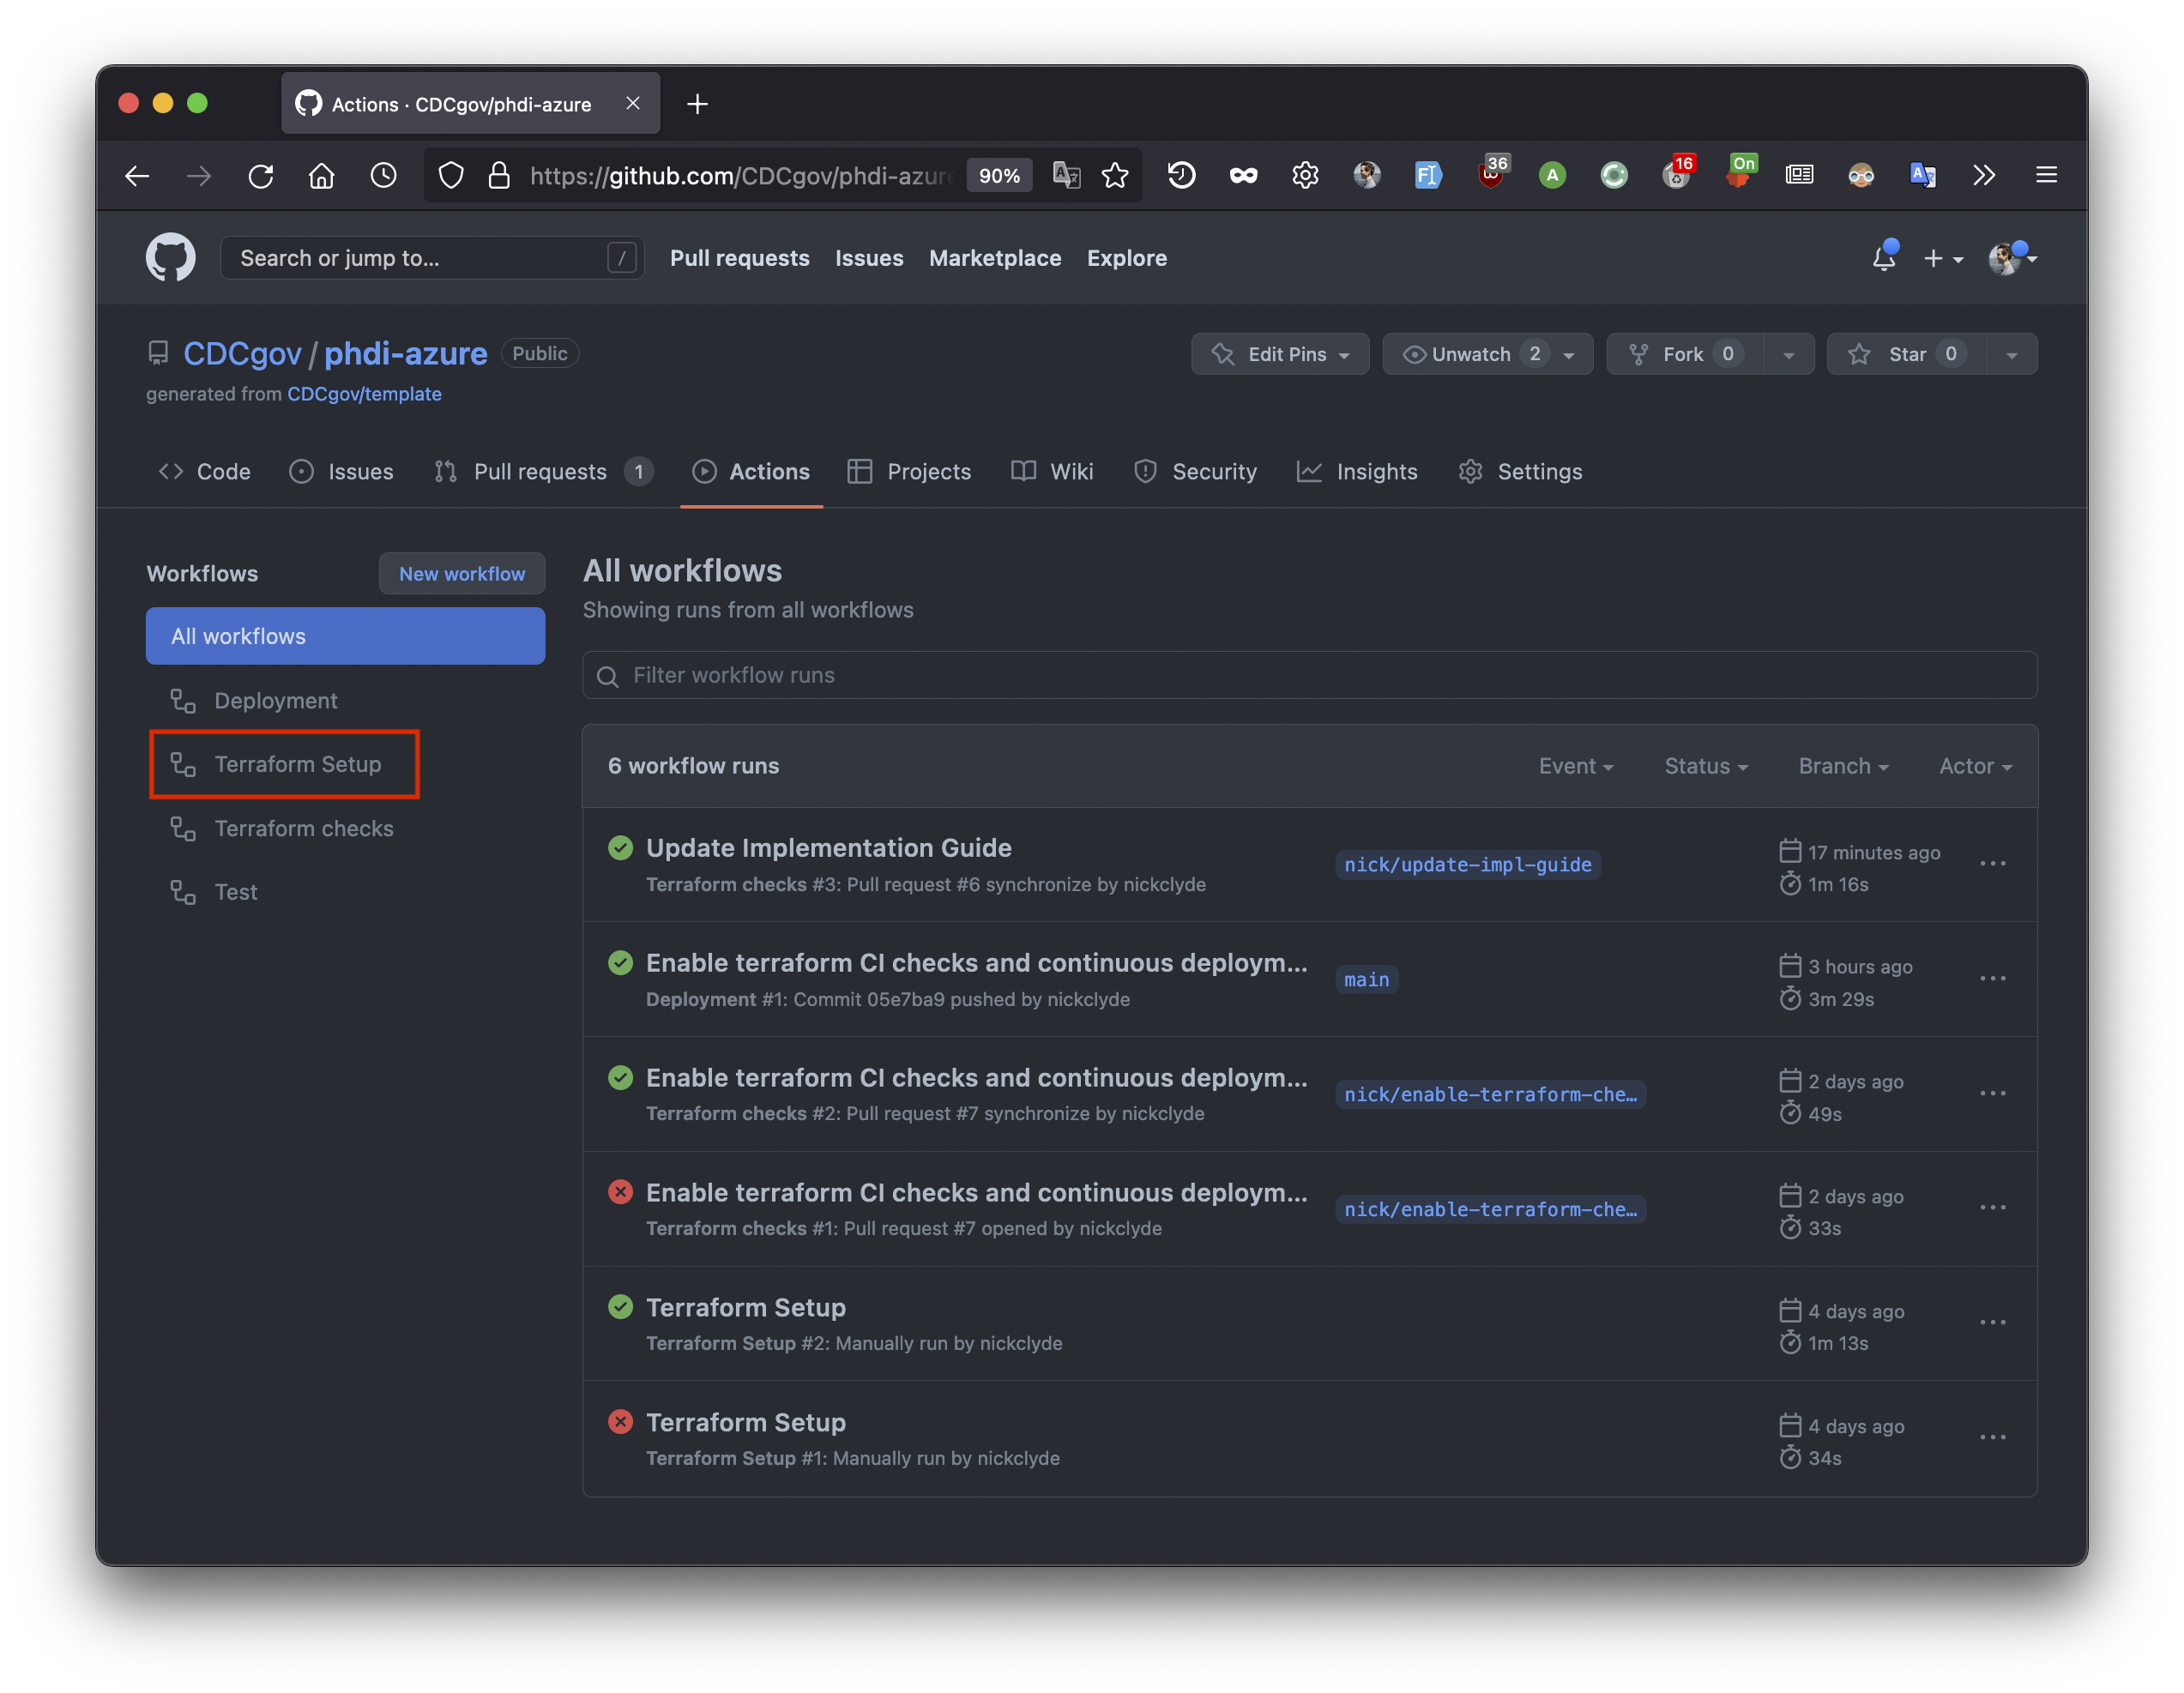 Actions · CDCgov/phdi-azure
https://github.com/CDCgov/phdi-azure 90%
36
A
16
On
Search or jump to... /
Pull requests Issues Marketplace Explore
CDCgov / phdi-azure Public
Edit Pins Unwatch 2 Fork 0 Star 0
generated from CDCgov/template
Code Issues Pull requests 1 Actions Projects Wiki Security Insights Settings
Workflows New workflow
All workflows
Deployment
Terraform Setup
Terraform checks
Test
All workflows
Showing runs from all workflows
Filter workflow runs
6 workflow runs Event Status Branch Actor
Update Implementation Guide
Terraform checks #3: Pull request #6 synchronize by nickclyde
nick/update-impl-guide
17 minutes ago
1m 16s
Enable terraform CI checks and continuous deploym...
Deployment #1: Commit 05e7ba9 pushed by nickclyde
main
3 hours ago
3m 29s
Enable terraform CI checks and continuous deploym...
Terraform checks #2: Pull request #7 synchronize by nickclyde
nick/enable-terraform-che…
2 days ago
49s
Enable terraform CI checks and continuous deploym...
Terraform checks #1: Pull request #7 opened by nickclyde
nick/enable-terraform-che…
2 days ago
33s
Terraform Setup
Terraform Setup #2: Manually run by nickclyde
4 days ago
1m 13s
Terraform Setup
Terraform Setup #1: Manually run by nickclyde
4 days ago
34s